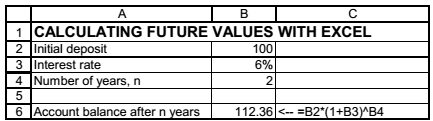 A B C
1 CALCULATING FUTURE VALUES WITH EXCEL
2 Initial deposit 100
3 Interest rate 6%
4 Number of years, n 2
5
6 Account balance after n years 112.36 <-- =B2*(1+B3)^B4